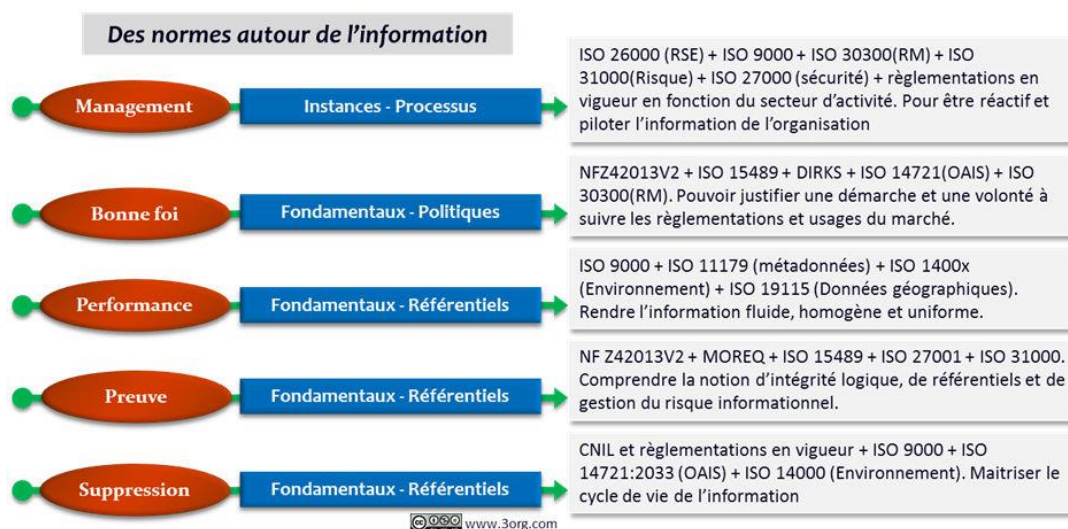 Des normes autour de l'information
Management
Instances - Processus
ISO 26000 (RSE) + ISO 9000 + ISO 30300(RM) + ISO
31000(Risque) + ISO 27000 (sécurité) + règlementations en
vigueur en fonction du secteur d'activité. Pour être réactif et
piloter l'information de l'organisation
Bonne foi
Fondamentaux - Politiques
NFZ42013V2 + ISO 15489 + DIRKS + ISO 14721(OAIS) + ISO
30300(RM). Pouvoir justifier une démarche et une volonté à
suivre les règlementations et usages du marché.
Performance
Fondamentaux - Référentiels
ISO 9000 + ISO 11179 (métadonnées) + ISO 1400x
(Environnement) + ISO 19115 (Données géographiques).
Rendre l'information fluide, homogène et uniforme.
Preuve
Fondamentaux - Référentiels
NF Z42013V2 + MOREQ + ISO 15489 + ISO 27001 + ISO 31000.
Comprendre la notion d'intégrité logique, de référentiels et de
gestion du risque informationnel.
Suppression
Fondamentaux - Référentiels
CNIL et règlementations en vigueur + ISO 9000 + ISO
14721:2033 (OAIS) + ISO 14000 (Environnement). Maitriser le
cycle de vie de l'information
www.3org.com